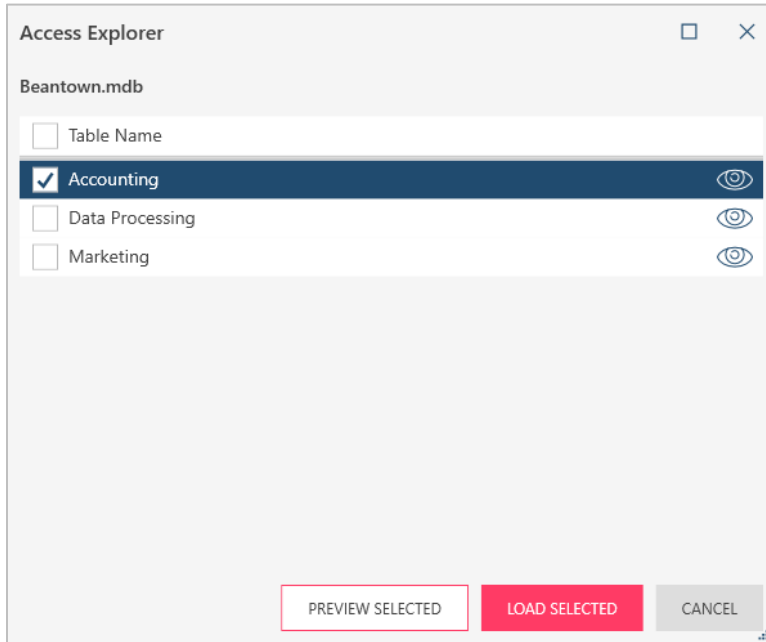 Access Explorer
Beantown.mdb
Table Name
Accounting
Data Processing
Marketing
PREVIEW SELECTED LOAD SELECTED CANCEL